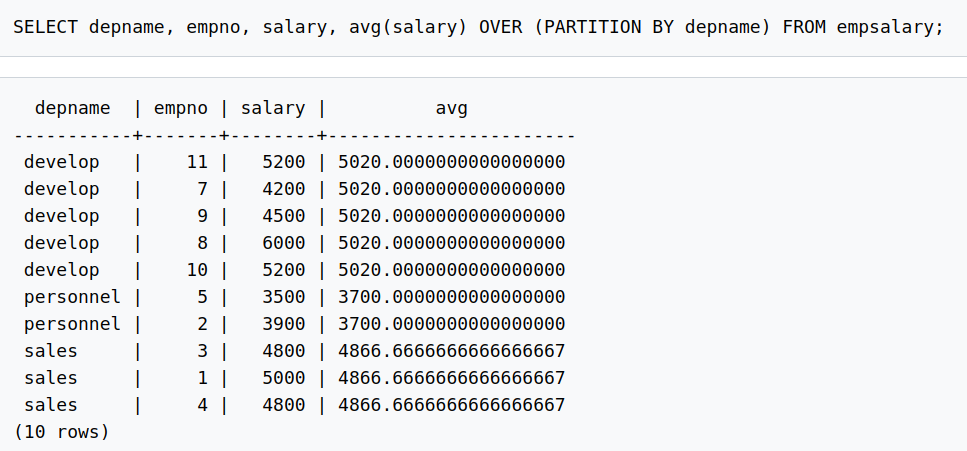 SELECT depname, empno, salary, avg(salary) OVER (PARTITION BY depname) FROM empsalary;
  depname  | empno | salary |          avg
-----------+-------+--------+-----------------------
 develop   |    11 |   5200 | 5020.0000000000000000
 develop   |     7 |   4200 | 5020.0000000000000000
 develop   |     9 |   4500 | 5020.0000000000000000
 develop   |     8 |   6000 | 5020.0000000000000000
 develop   |    10 |   5200 | 5020.0000000000000000
 personnel |     5 |   3500 | 3700.0000000000000000
 personnel |     2 |   3900 | 3700.0000000000000000
 sales     |     3 |   4800 | 4866.6666666666666667
 sales     |     1 |   5000 | 4866.6666666666666667
 sales     |     4 |   4800 | 4866.6666666666666667
(10 rows)